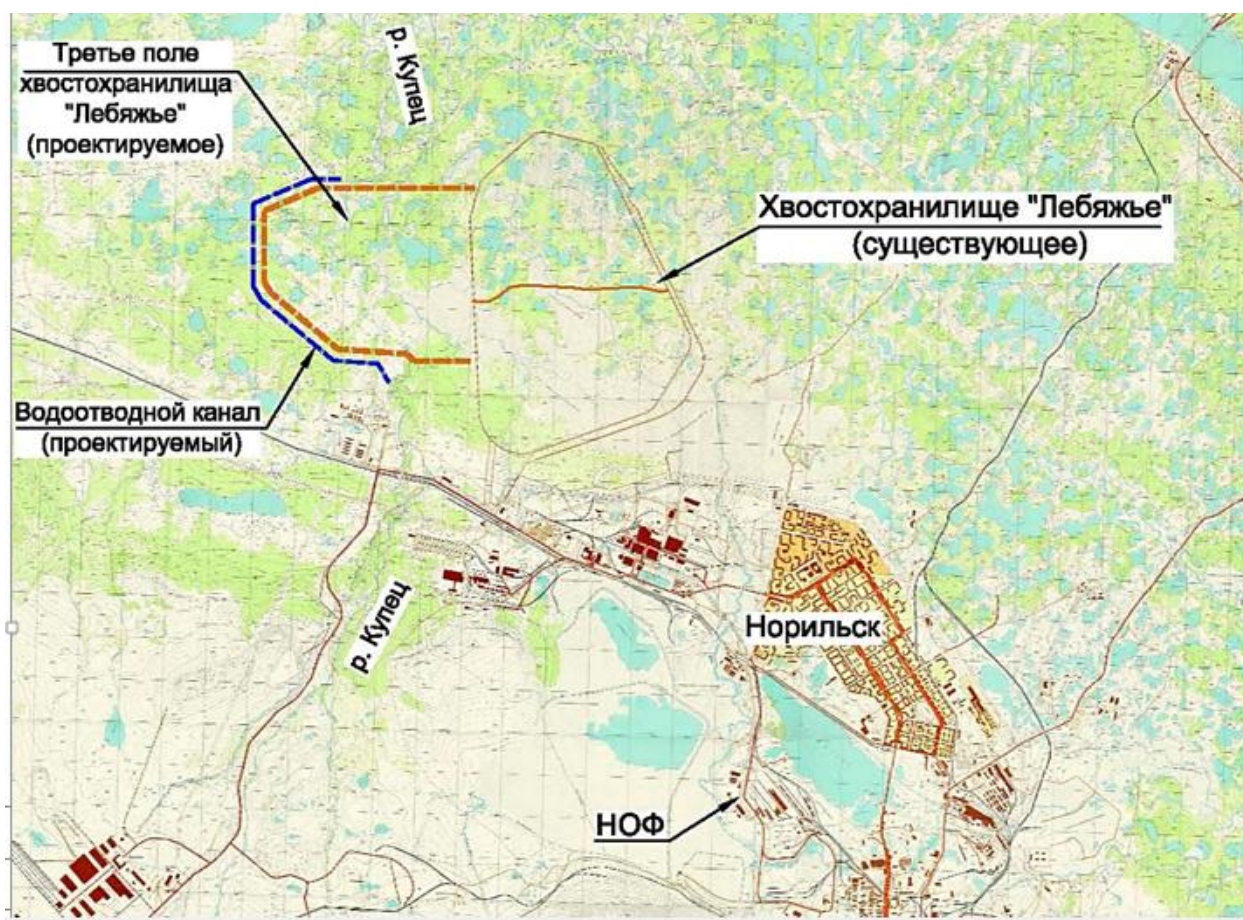 Третье поле
хвостохранилища
"Лебяжье"
(проектируемое)
р. Купец
Хвостохранилище "Лебяжье"
(существующее)
Водоотводной канал
(проектируемый)
р. Купец
Норильск
НОФ